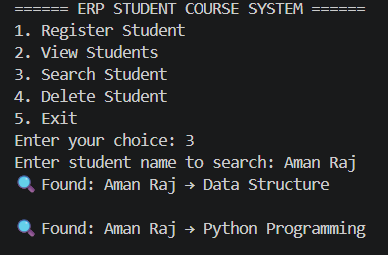 ====== ERP STUDENT COURSE SYSTEM ======
1. Register Student
2. View Students
3. Search Student
4. Delete Student
5. Exit
Enter your choice: 3
Enter student name to search: Aman Raj
🔍 Found: Aman Raj → Data Structure
🔍 Found: Aman Raj → Python Programming